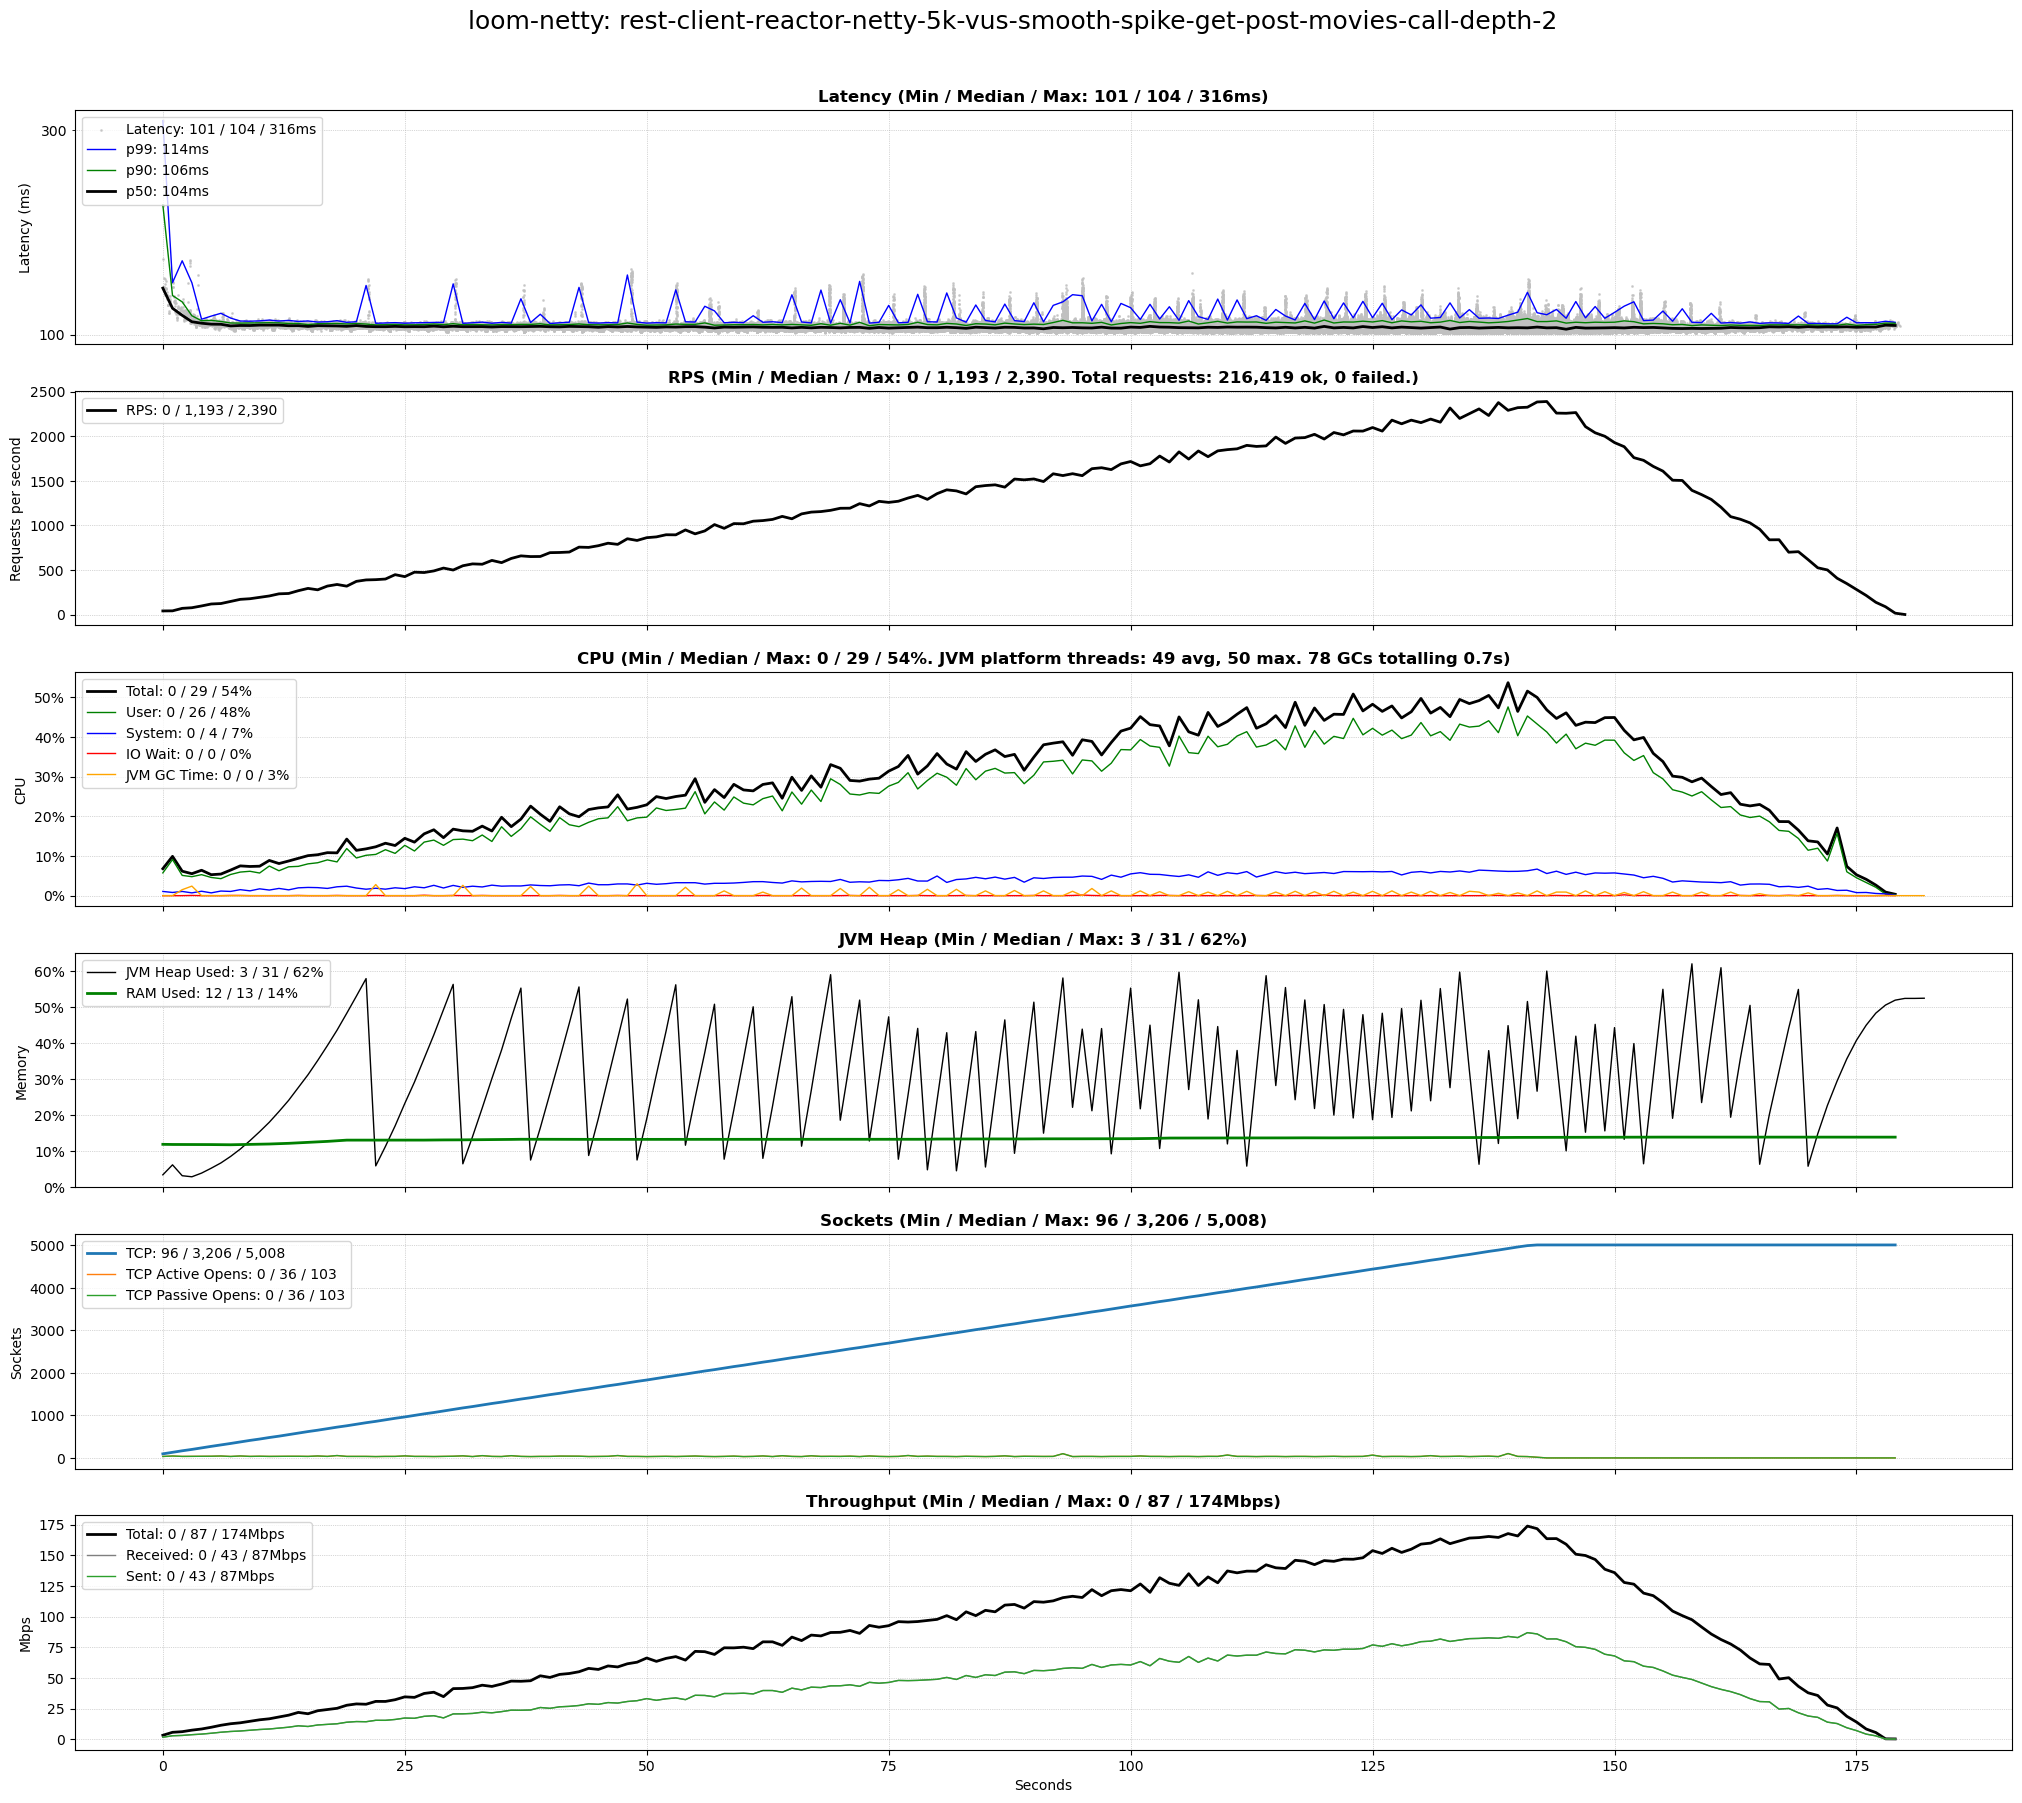 loom-netty: rest-client-reactor-netty-5k-vus-smooth-spike-get-post-movies-call-depth-2
Latency (Min / Median / Max: 101 / 104 / 316ms)
Latency: 101 / 104 / 316ms
p99: 114ms
p90: 106ms
p50: 104ms
300
100
Latency (ms)
RPS (Min / Median / Max: 0 / 1,193 / 2,390. Total requests: 216,419 ok, 0 failed.)
RPS: 0 / 1,193 / 2,390
2500
2000
1500
1000
500
0
Requests per second
CPU (Min / Median / Max: 0 / 29 / 54%. JVM platform threads: 49 avg, 50 max. 78 GCs totalling 0.7s)
Total: 0 / 29 / 54%
User: 0 / 26 / 48%
System: 0 / 4 / 7%
IO Wait: 0 / 0 / 0%
JVM GC Time: 0 / 0 / 3%
50%
40%
30%
20%
10%
0%
CPU
JVM Heap (Min / Median / Max: 3 / 31 / 62%)
JVM Heap Used: 3 / 31 / 62%
RAM Used: 12 / 13 / 14%
60%
50%
40%
30%
20%
10%
0%
Memory
Sockets (Min / Median / Max: 96 / 3,206 / 5,008)
TCP: 96 / 3,206 / 5,008
TCP Active Opens: 0 / 36 / 103
TCP Passive Opens: 0 / 36 / 103
5000
4000
3000
2000
1000
0
Sockets
Throughput (Min / Median / Max: 0 / 87 / 174Mbps)
Total: 0 / 87 / 174Mbps
Received: 0 / 43 / 87Mbps
Sent: 0 / 43 / 87Mbps
175
150
125
100
75
50
25
0
Mbps
0 25 50 75 100 125 150 175
Seconds